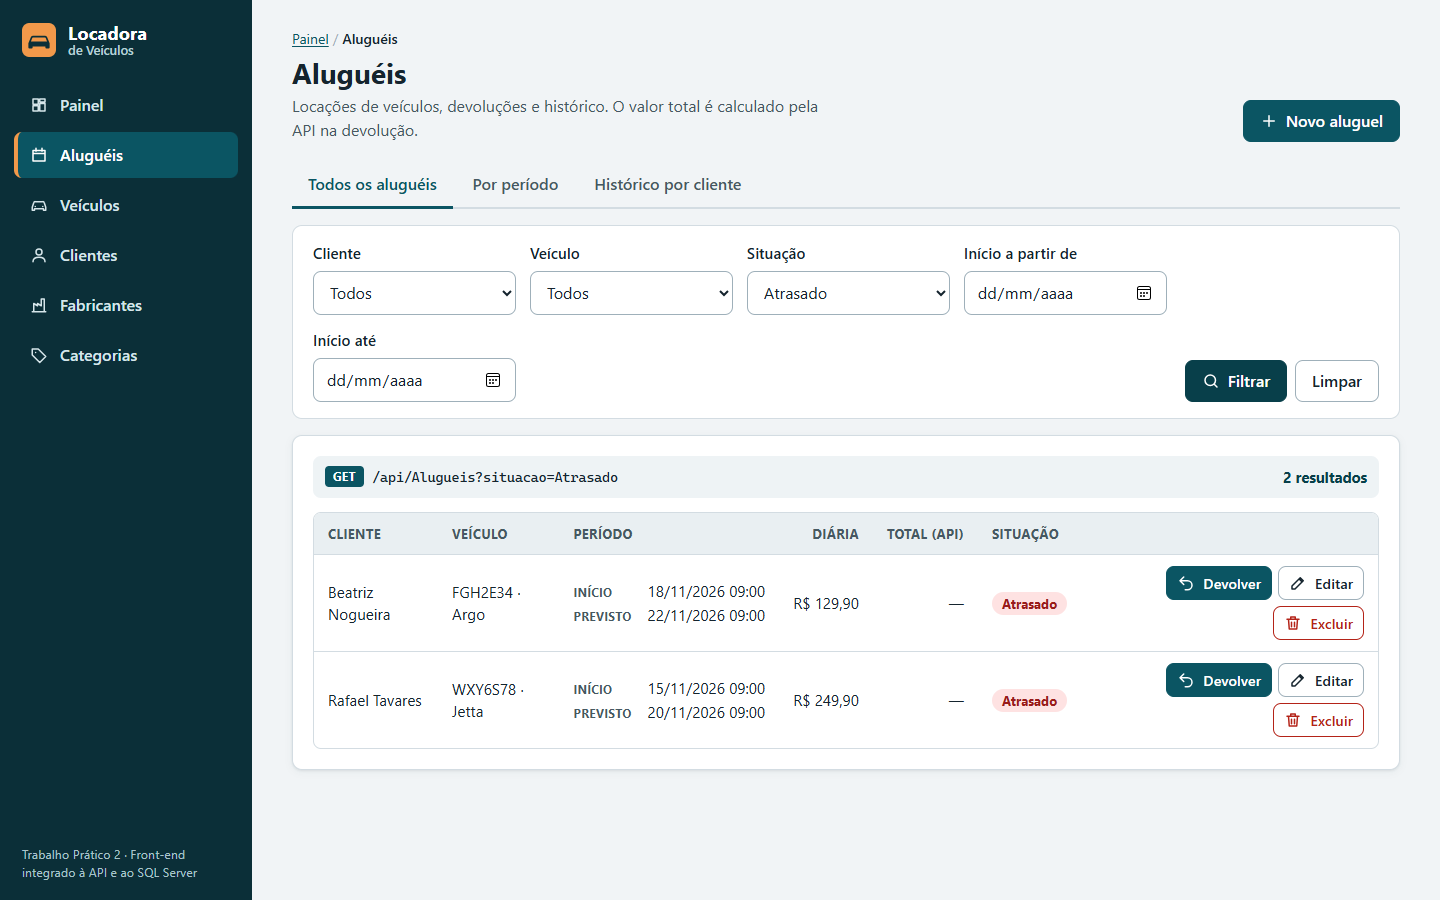 Locadora
de Veículos
Painel
Aluguéis
Veículos
Clientes
Fabricantes
Categorias
Trabalho Prático 2 · Front-end
integrado à API e ao SQL Server
Painel / Aluguéis
Aluguéis
Locações de veículos, devoluções e histórico. O valor total é calculado pela
API na devolução.
Novo aluguel
Todos os aluguéis Por período Histórico por cliente
Cliente Veículo Situação Início a partir de
Todos Todos Atrasado dd/mm/aaaa
Início até
dd/mm/aaaa
Filtrar Limpar
GET /api/Alugueis?situacao=Atrasado 2 resultados
CLIENTE VEÍCULO PERÍODO DIÁRIA TOTAL (API) SITUAÇÃO
Beatriz
Nogueira
FGH2E34 ·
Argo
INÍCIO 18/11/2026 09:00
PREVISTO 22/11/2026 09:00
R$ 129,90 — Atrasado
Devolver Editar
Excluir
Rafael Tavares
WXY6S78 ·
Jetta
INÍCIO 15/11/2026 09:00
PREVISTO 20/11/2026 09:00
R$ 249,90 — Atrasado
Devolver Editar
Excluir